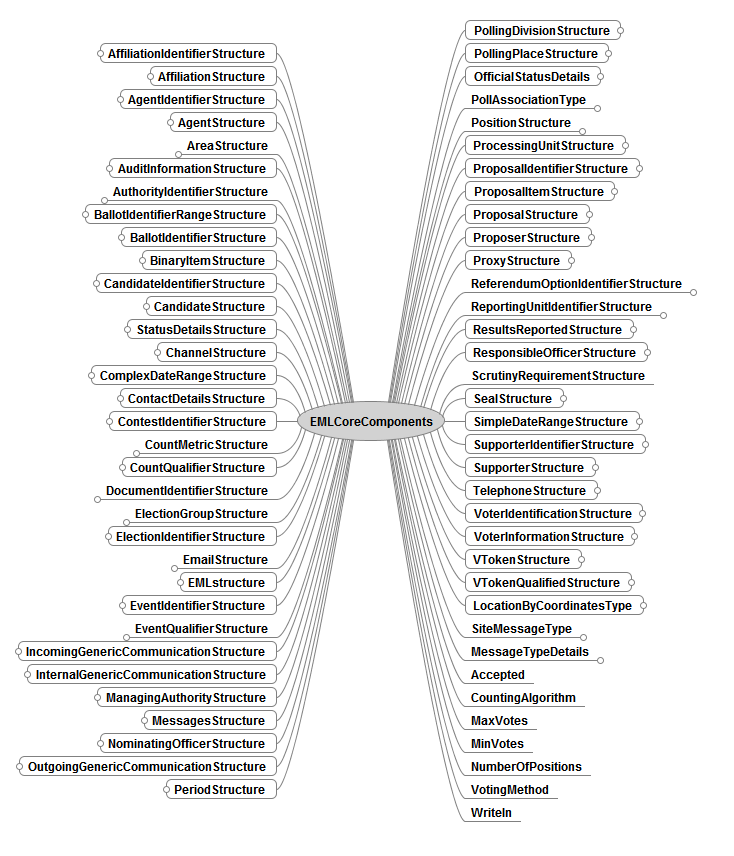 AffiliationIdentifierStructure
AffiliationStructure
AgentIdentifierStructure
AgentStructure
AreaStructure
AuditInformationStructure
AuthorityIdentifierStructure
BallotIdentifierRangeStructure
BallotIdentifierStructure
BinaryItemStructure
CandidateIdentifierStructure
CandidateStructure
StatusDetailsStructure
ChannelStructure
ComplexDateRangeStructure
ContactDetailsStructure
ContestIdentifierStructure
CountMetricStructure
CountQualifierStructure
DocumentIdentifierStructure
ElectionGroupStructure
ElectionIdentifierStructure
EmailStructure
EMLstructure
EventIdentifierStructure
EventQualifierStructure
IncomingGenericCommunicationStructure
InternalGenericCommunicationStructure
ManagingAuthorityStructure
MessagesStructure
NominatingOfficerStructure
OutgoingGenericCommunicationStructure
PeriodStructure
EMLCoreComponents
PollingDivisionStructure
PollingPlaceStructure
OfficialStatusDetails
PollAssociationType
PositionStructure
ProcessingUnitStructure
ProposalIdentifierStructure
ProposalItemStructure
ProposalStructure
ProposerStructure
ProxyStructure
ReferendumOptionIdentifierStructure
ReportingUnitIdentifierStructure
ResultsReportedStructure
ResponsibleOfficerStructure
ScrutinyRequirementStructure
SealStructure
SimpleDateRangeStructure
SupporterIdentifierStructure
SupporterStructure
TelephoneStructure
VoterIdentificationStructure
VoterInformationStructure
VTokenStructure
VTokenQualifiedStructure
LocationByCoordinatesType
SiteMessageType
MessageTypeDetails
Accepted
CountingAlgorithm
MaxVotes
MinVotes
NumberOfPositions
VotingMethod
WriteIn